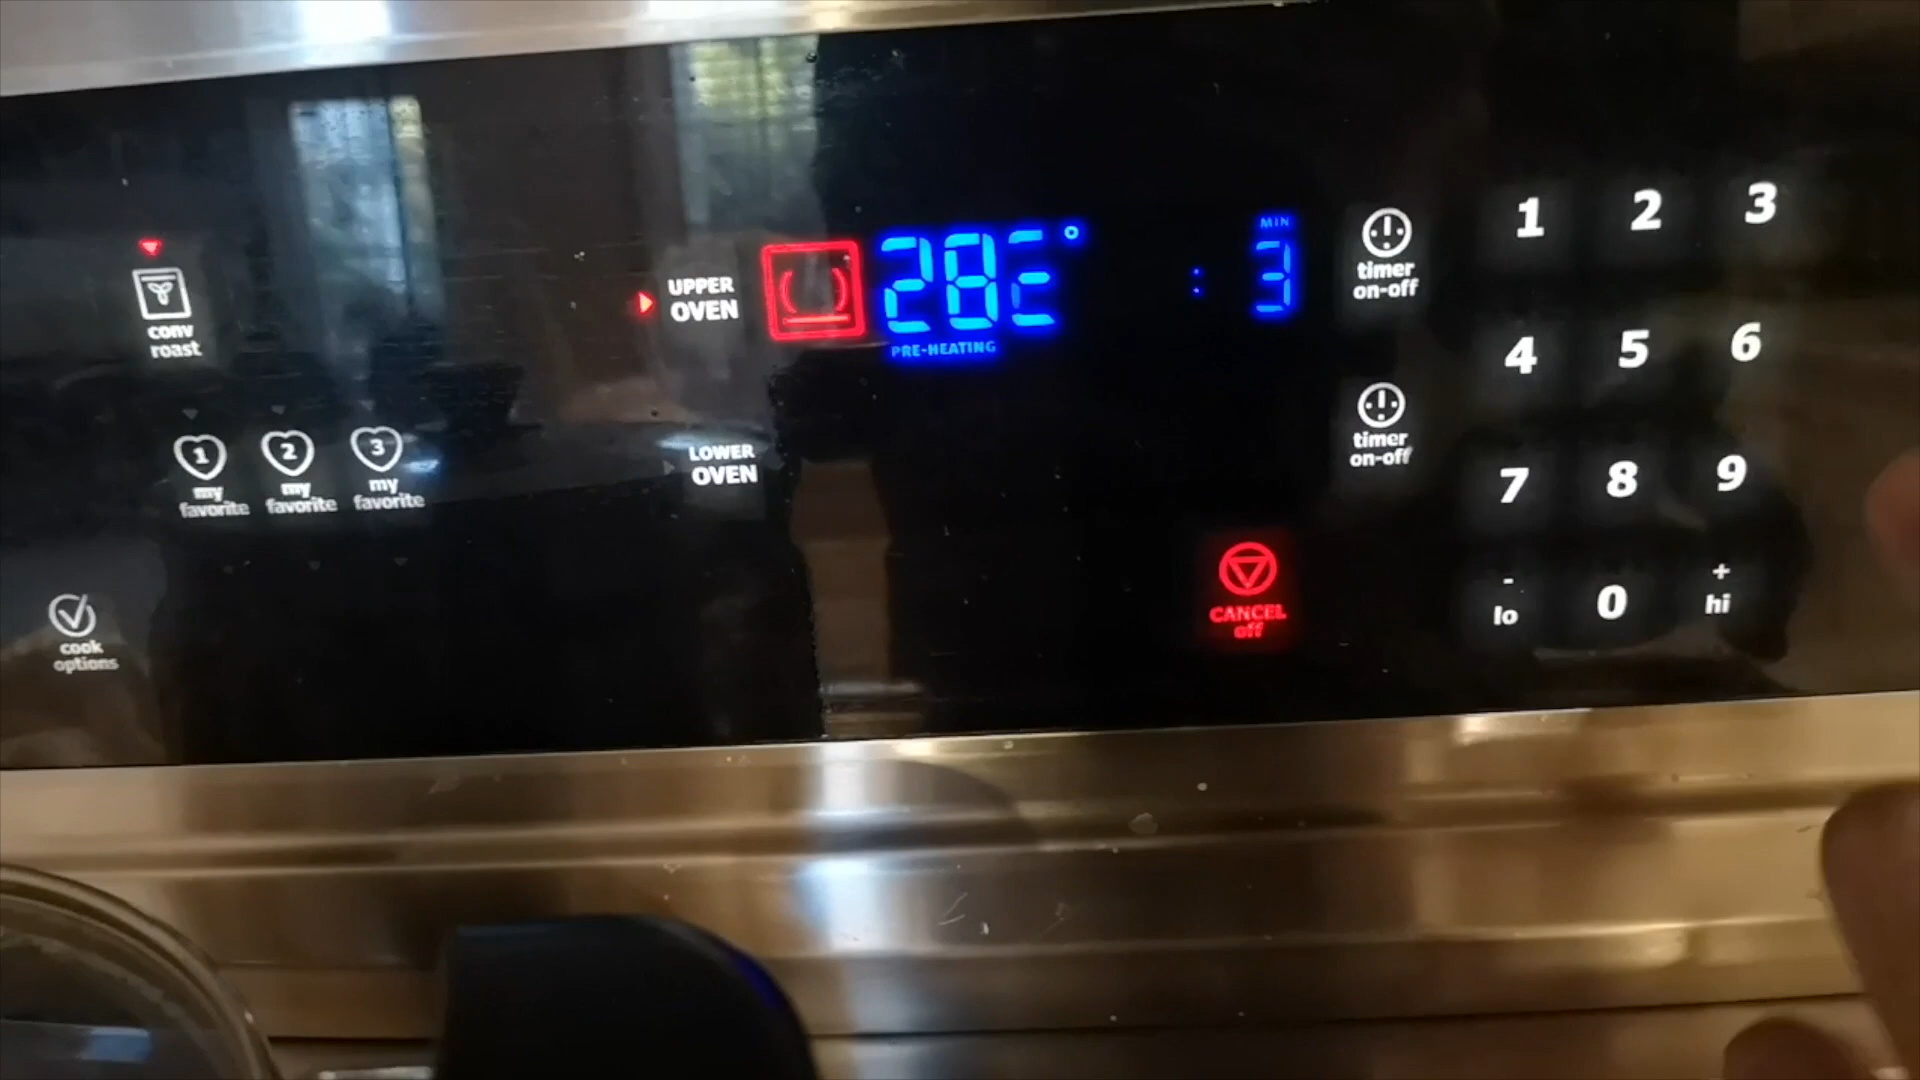 conv
roast
UPPER
OVEN
PRE-HEATING
MIN
: 3
timer
on-off
1 2 3
4 5 6
LOWER
OVEN
timer
on-off
1 2 3
my
favorite
my
favorite
my
favorite
7 8 9
cook
options
CANCEL
off
-
lo
0
+
hi